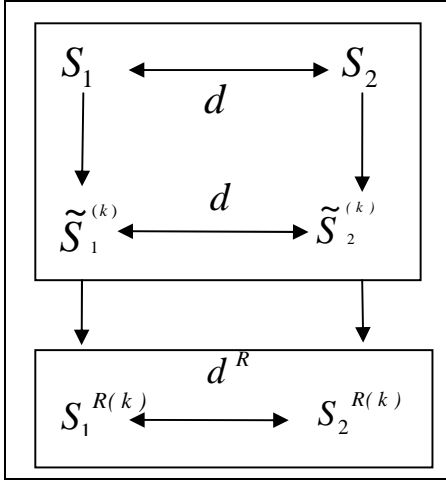 S₁ S₂
d
d
S̃₁⁽ᵏ⁾ S̃₂⁽ᵏ⁾
d^R
S₁^{R(k)} S₂^{R(k)}